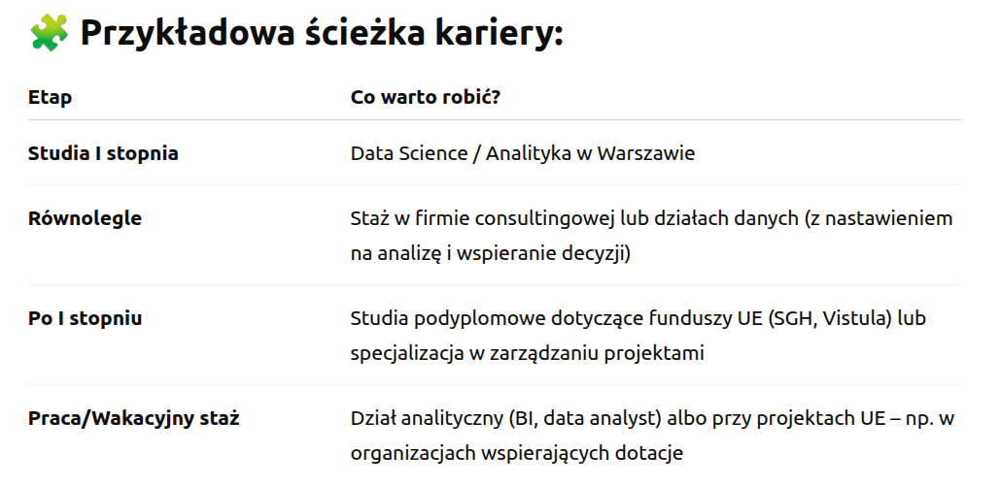 🧩 Przykładowa ścieżka kariery:
Etap Co warto robić?
Studia I stopnia Data Science / Analityka w Warszawie
Równolegle Staż w firmie consultingowej lub działach danych (z nastawieniem
na analizę i wspieranie decyzji)
Po I stopniu Studia podyplomowe dotyczące funduszy UE (SGH, Vistula) lub
specjalizacja w zarządzaniu projektami
Praca/Wakacyjny staż Dział analityczny (BI, data analyst) albo przy projektach UE – np. w
organizacjach wspierających dotacje